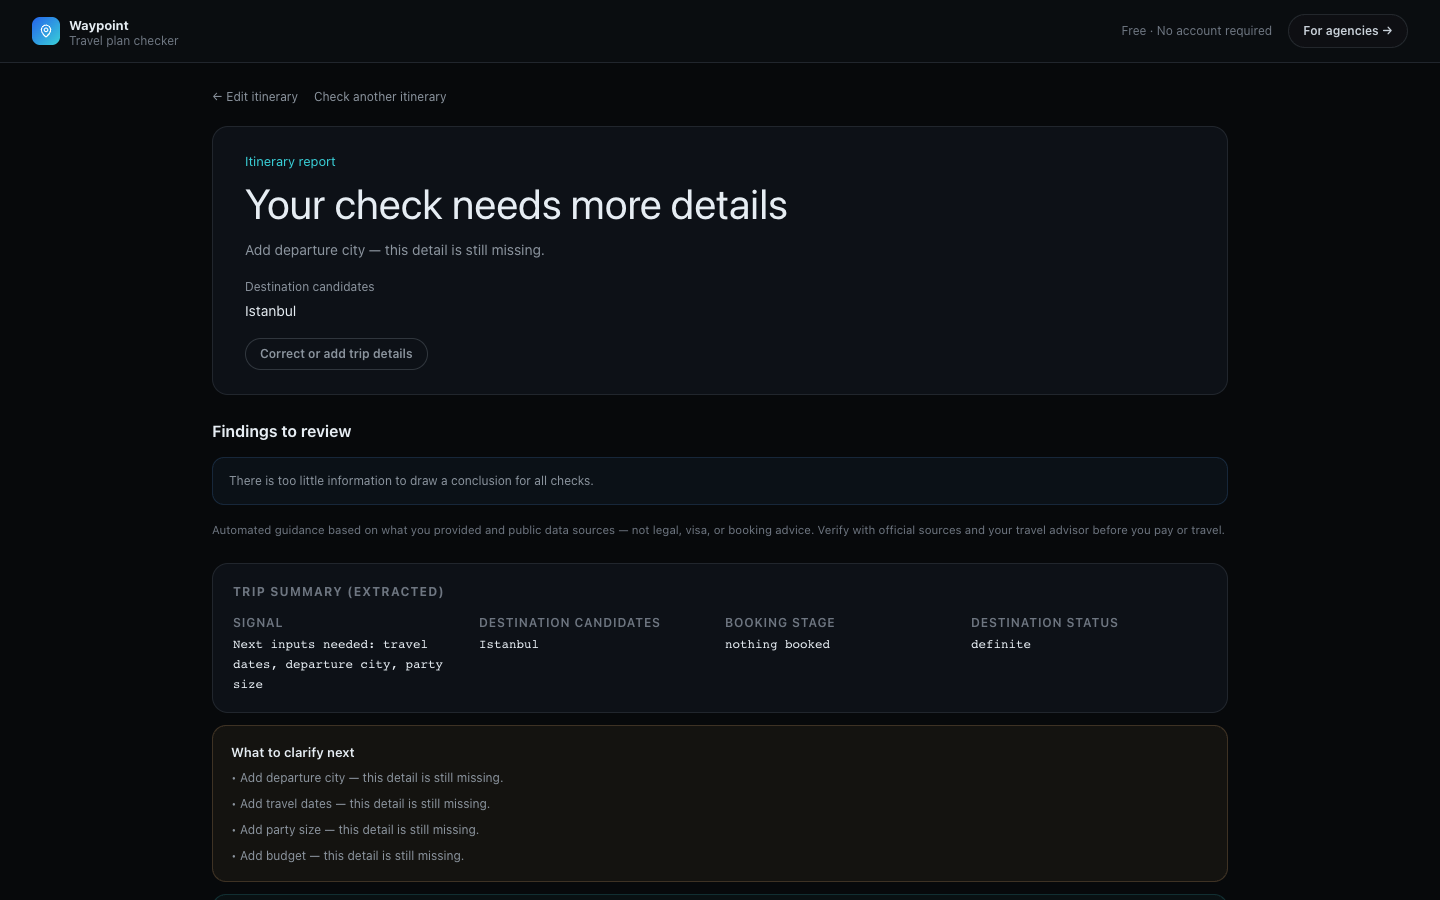 Waypoint
Travel plan checker
Free · No account required
For agencies →
← Edit itinerary
Check another itinerary
Itinerary report
Your check needs more details
Add departure city — this detail is still missing.
Destination candidates
Istanbul
Correct or add trip details
Findings to review
There is too little information to draw a conclusion for all checks.
Automated guidance based on what you provided and public data sources — not legal, visa, or booking advice. Verify with official sources and your travel advisor before you pay or travel.
TRIP SUMMARY (EXTRACTED)
SIGNAL
Next inputs needed: travel
dates, departure city, party
size
DESTINATION CANDIDATES
Istanbul
BOOKING STAGE
nothing booked
DESTINATION STATUS
definite
What to clarify next
• Add departure city — this detail is still missing.
• Add travel dates — this detail is still missing.
• Add party size — this detail is still missing.
• Add budget — this detail is still missing.